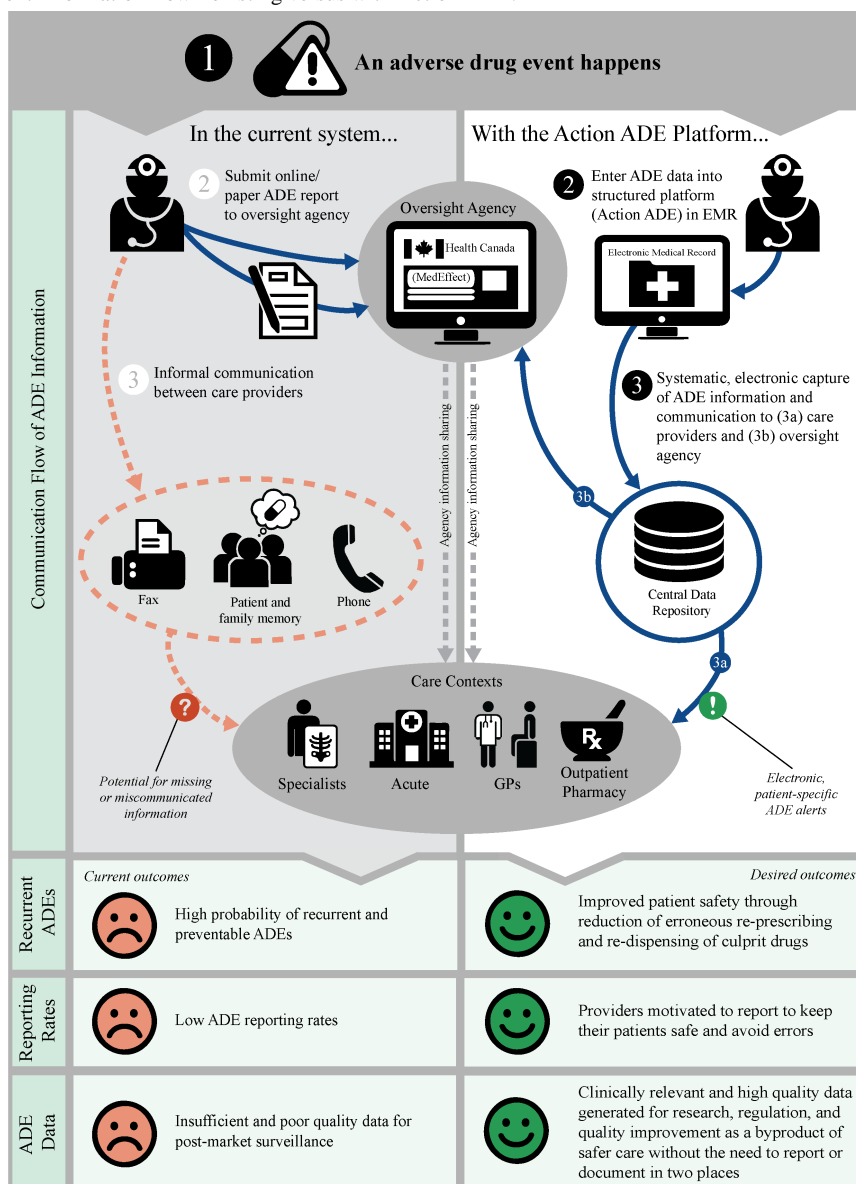 1
An adverse drug event happens
Communication Flow of ADE Information
In the current system...
2
Submit online/
paper ADE report
to oversight agency
3
Informal communication
between care providers
Fax
Patient and
family memory
Phone
?
Potential for missing
or miscommunicated
information
Oversight Agency
Health Canada
(MedEffect)
Agency information sharing
Agency information sharing
With the Action ADE Platform...
2
Enter ADE data into
structured platform
(Action ADE) in EMR
Electronic Medical Record
3
Systematic, electronic capture
of ADE information and
communication to (3a) care
providers and (3b) oversight
agency
3b
Central Data
Repository
3a
!
Electronic,
patient-specific
ADE alerts
Care Contexts
Specialists
Acute
GPs
Rx
Outpatient
Pharmacy
Current outcomes
Desired outcomes
Recurrent
ADEs
High probability of recurrent and
preventable ADEs
Improved patient safety through
reduction of erroneous re-prescribing
and re-dispensing of culprit drugs
Reporting
Rates
Low ADE reporting rates
Providers motivated to report to keep
their patients safe and avoid errors
ADE
Data
Insufficient and poor quality data for
post-market surveillance
Clinically relevant and high quality data
generated for research, regulation, and
quality improvement as a byproduct of
safer care without the need to report or
document in two places